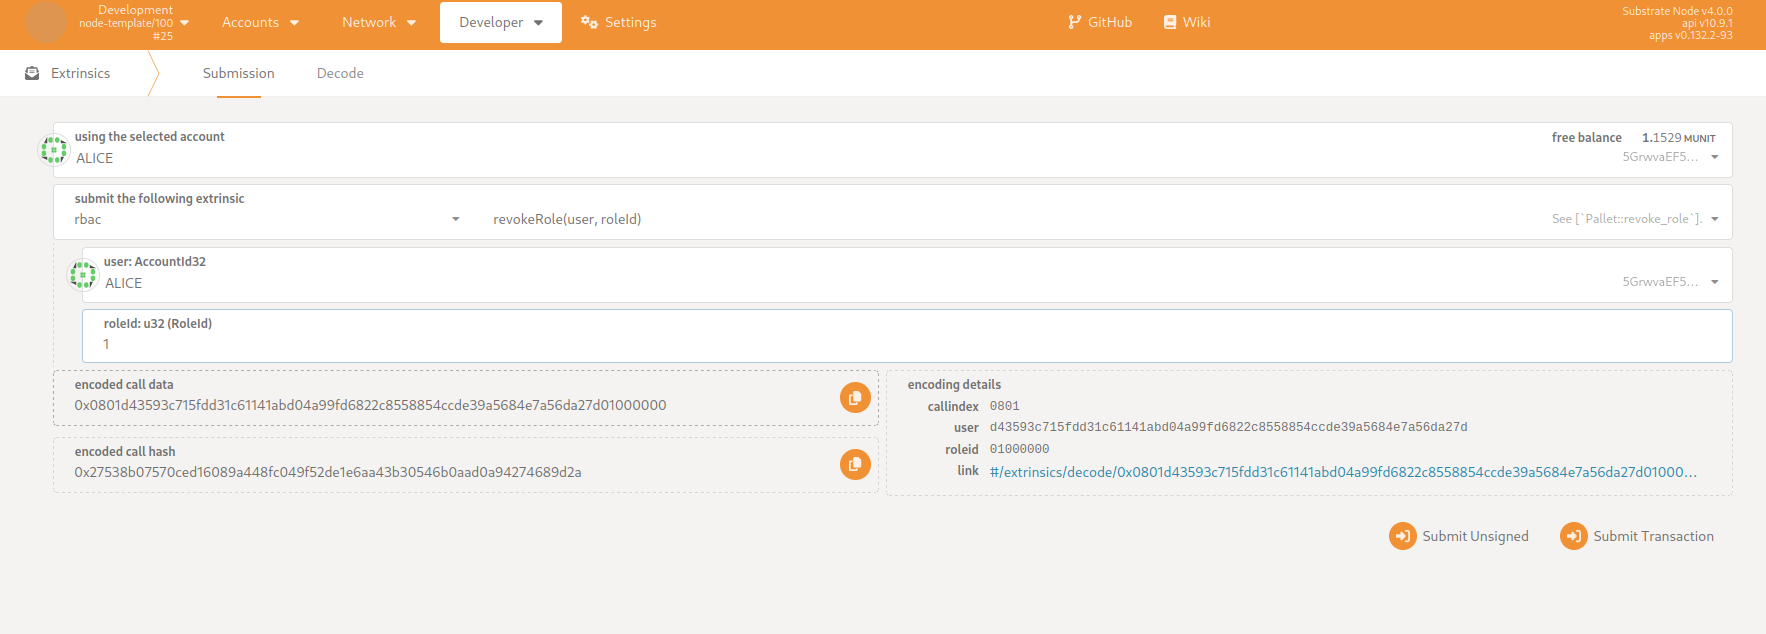 Development
node-template/100
#25
Accounts
Network
Developer
Settings
GitHub
Wiki
Substrate Node v4.0.0
api v10.9.1
apps v0.132.2-93
Extrinsics
Submission
Decode
using the selected account
ALICE
free balance 1.1529 MUNIT
5GrwvaEF5...
submit the following extrinsic
rbac
revokeRole(user, roleId)
See [`Pallet::revoke_role`].
user: AccountId32
ALICE
5GrwvaEF5...
roleId: u32 (RoleId)
1
encoded call data
0x0801d43593c715fdd31c61141abd04a99fd6822c8558854ccde39a5684e7a56da27d01000000
encoded call hash
0x27538b07570ced16089a448fc049f52de1e6aa43b30546b0aad0a94274689d2a
encoding details
callindex 0801
user d43593c715fdd31c61141abd04a99fd6822c8558854ccde39a5684e7a56da27d
roleid 01000000
link #/extrinsics/decode/0x0801d43593c715fdd31c61141abd04a99fd6822c8558854ccde39a5684e7a56da27d01000...
Submit Unsigned
Submit Transaction